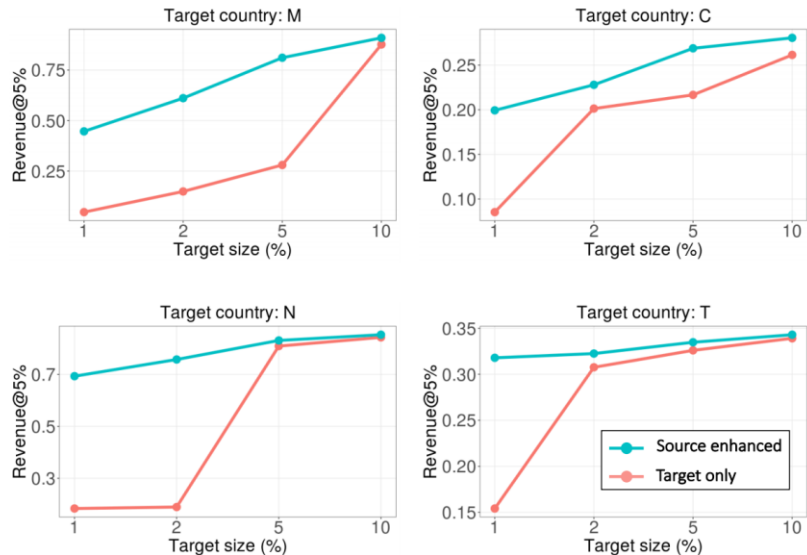 Target country: M
Revenue@5%
0.75
0.50
0.25
1 2 5 10
Target size (%)
Target country: C
Revenue@5%
0.25
0.20
0.15
0.10
1 2 5 10
Target size (%)
Target country: N
Revenue@5%
0.7
0.5
0.3
1 2 5 10
Target size (%)
Target country: T
Revenue@5%
0.35
0.30
0.25
0.20
0.15
Source enhanced
Target only
1 2 5 10
Target size (%)